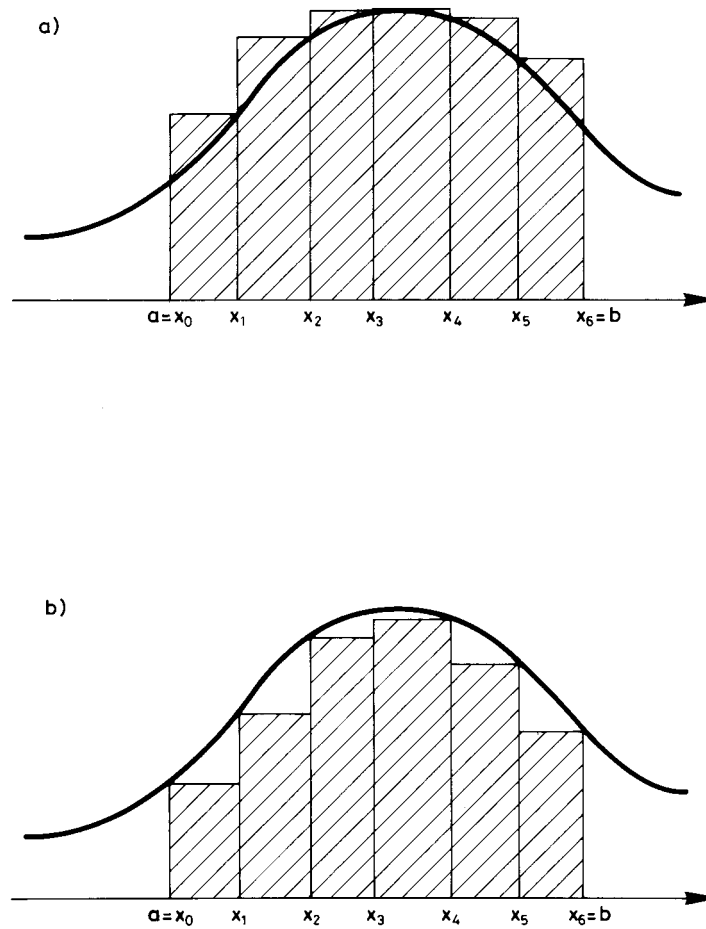 a)
a=x₀ x₁ x₂ x₃ x₄ x₅ x₆=b
b)
a=x₀ x₁ x₂ x₃ x₄ x₅ x₆=b